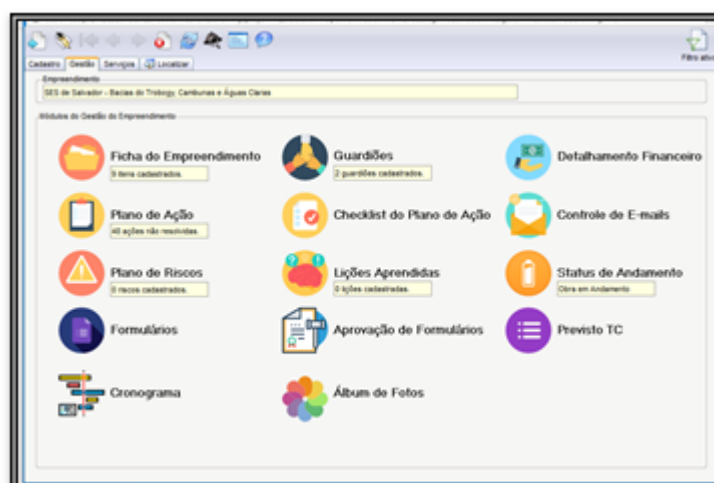 Filtro ativo
Cadastro Gestão Serviços Localizar
Empreendimento
SES de Salvador - Bacias do Trobogy, Cambunas e Águas Claras
Módulos do Gestão do Empreendimento
Ficha do Empreendimento
9 itens cadastrados.
Guardiões
2 guardiões cadastrados.
Detalhamento Financeiro
Plano de Ação
40 ações não resolvidas.
Checklist do Plano de Ação
Controle de E-mails
Plano de Riscos
0 riscos cadastrados.
Lições Aprendidas
0 lições cadastradas.
Status de Andamento
Obra em Andamento
Formulários
Aprovação de Formulários
Previsto TC
Cronograma
Álbum de Fotos